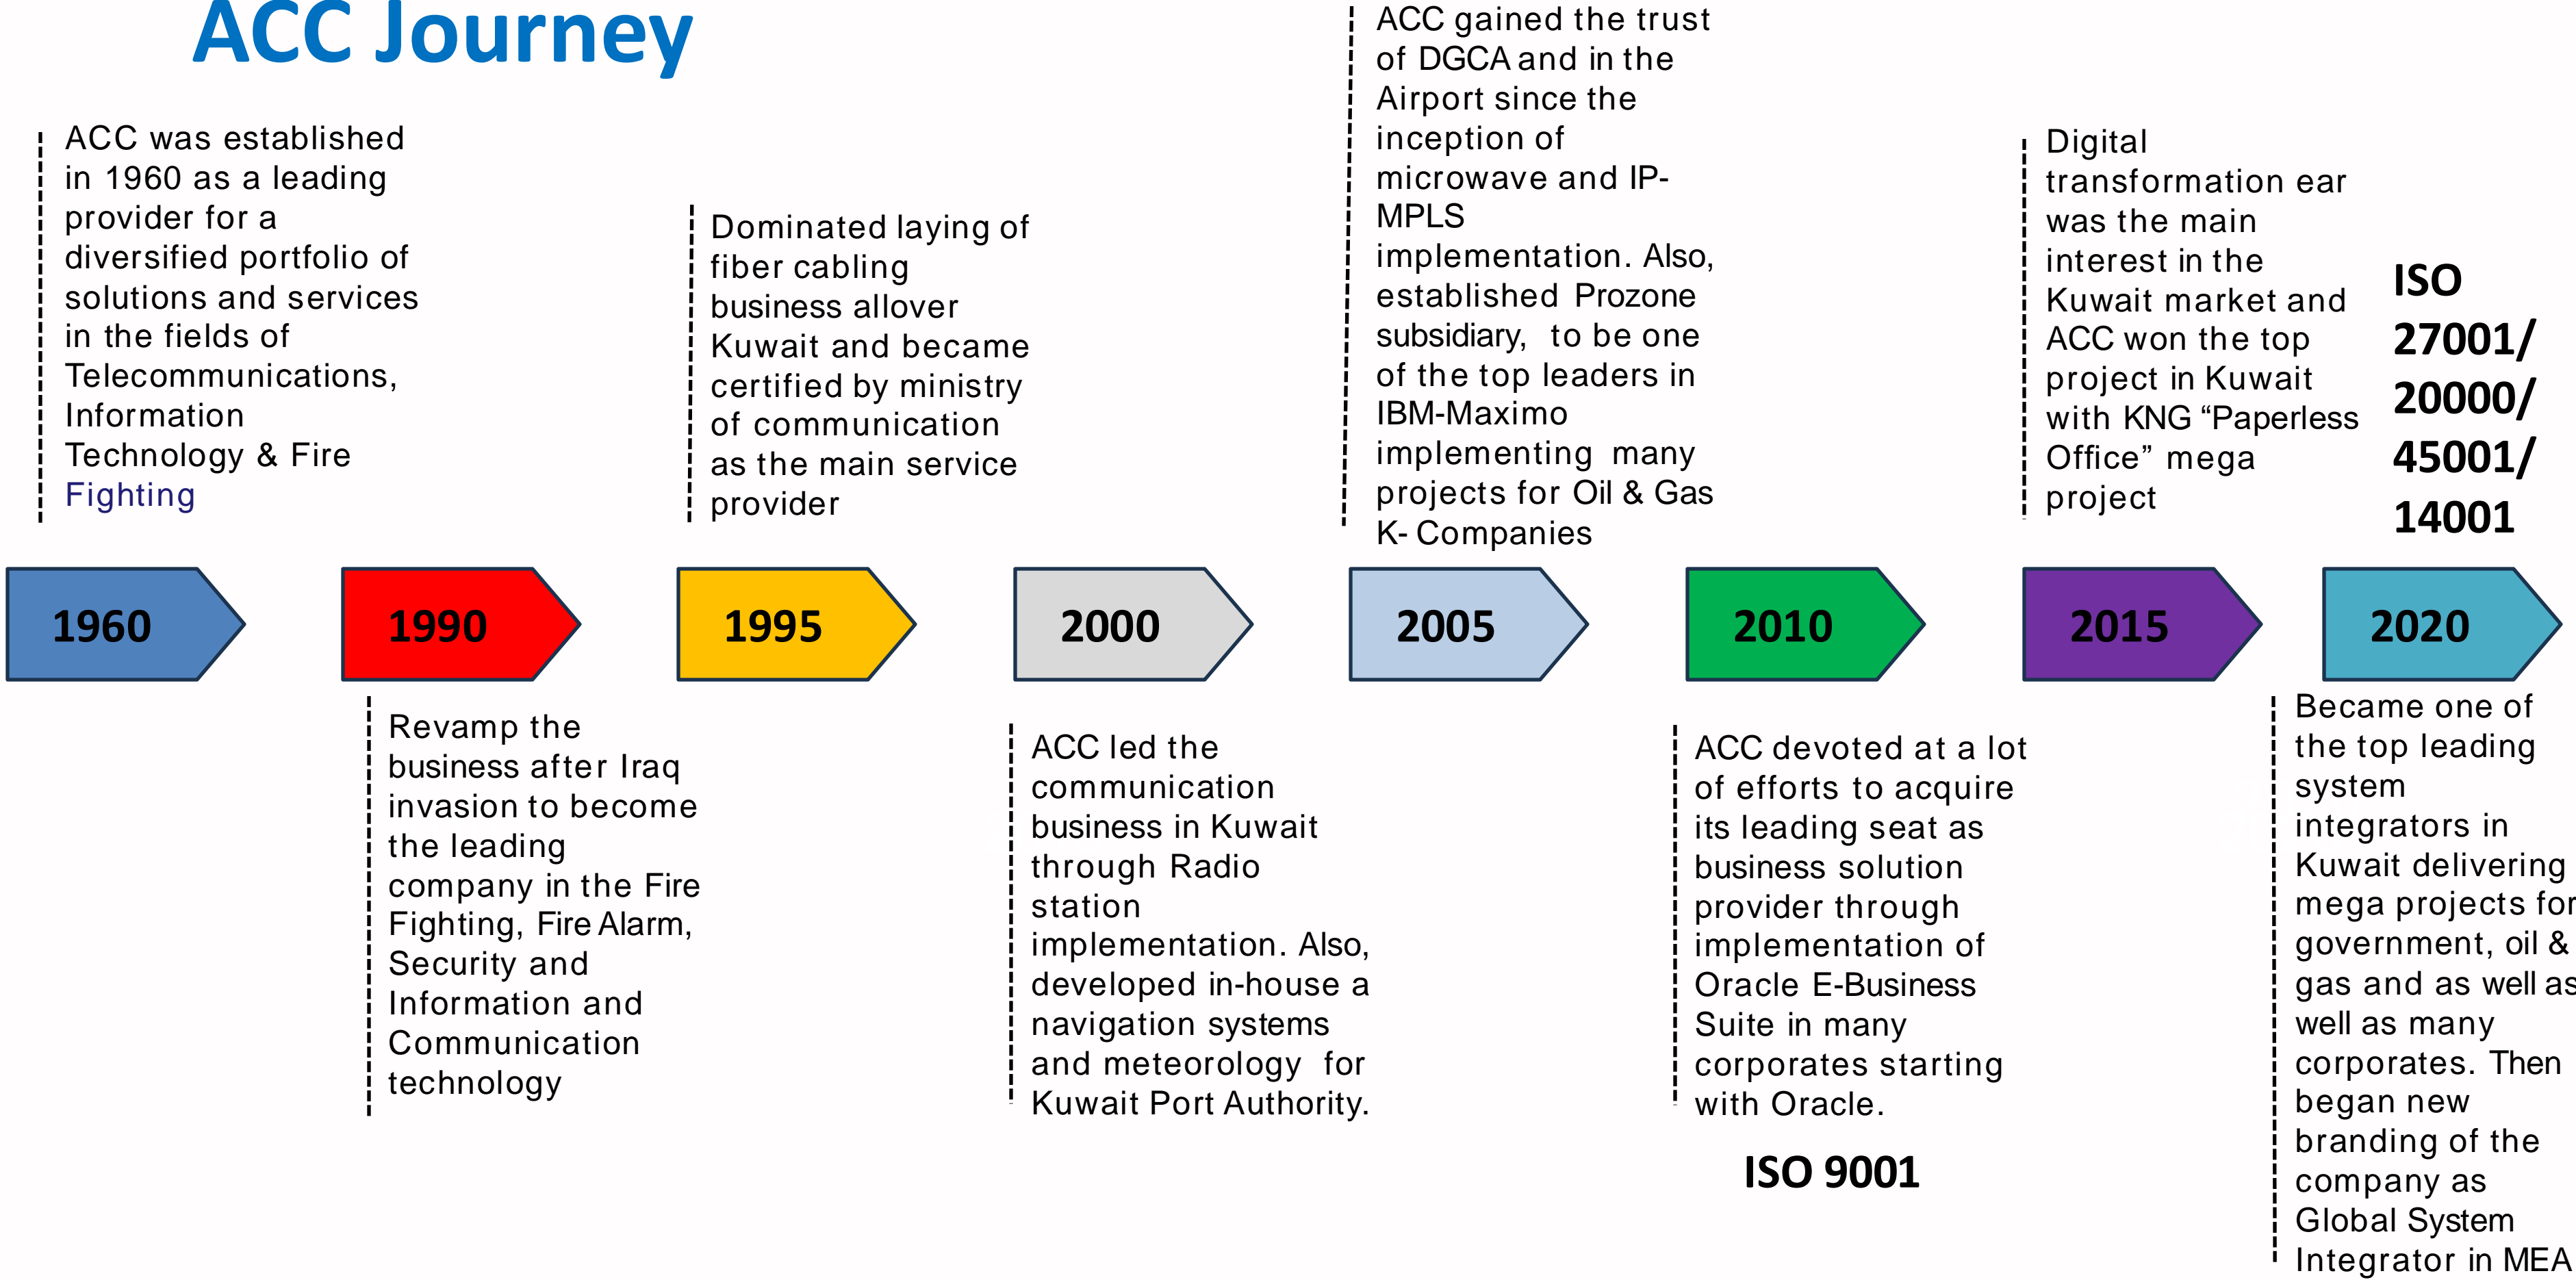 ACC Journey
ACC was established
in 1960 as a leading
provider for a
diversified portfolio of
solutions and services
in the fields of
Telecommunications,
Information
Technology & Fire
Fighting
Dominated laying of
fiber cabling
business allover
Kuwait and became
certified by ministry
of communication
as the main service
provider
ACC gained the trust
of DGCA and in the
Airport since the
inception of
microwave and IP-
MPLS
implementation. Also,
established Prozone
subsidiary, to be one
of the top leaders in
IBM-Maximo
implementing many
projects for Oil & Gas
K- Companies
Digital
transformation ear
was the main
interest in the
Kuwait market and
ACC won the top
project in Kuwait
with KNG “Paperless
Office” mega
project
ISO
27001/
20000/
45001/
14001
1960
1990
1995
2000
2005
2010
2015
2020
Revamp the
business after Iraq
invasion to become
the leading
company in the Fire
Fighting, Fire Alarm,
Security and
Information and
Communication
technology
ACC led the
communication
business in Kuwait
through Radio
station
implementation. Also,
developed in-house a
navigation systems
and meteorology for
Kuwait Port Authority.
ACC devoted at a lot
of efforts to acquire
its leading seat as
business solution
provider through
implementation of
Oracle E-Business
Suite in many
corporates starting
with Oracle.
ISO 9001
Became one of
the top leading
system
integrators in
Kuwait delivering
mega projects for
government, oil &
gas and as well as
well as many
corporates. Then
began new
branding of the
company as
Global System
Integrator in MEA